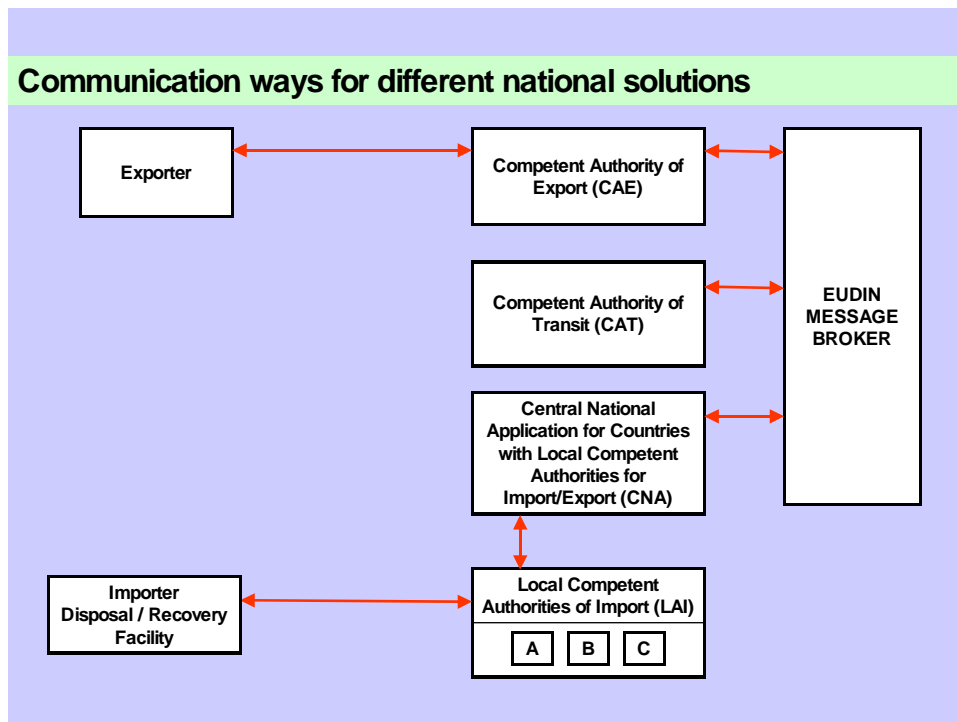 Communication ways for different national solutions
Exporter
Competent Authority of
Export (CAE)
Competent Authority of
Transit (CAT)
EUDIN
MESSAGE
BROKER
Central National
Application for Countries
with Local Competent
Authorities for
Import/Export (CNA)
Importer
Disposal / Recovery
Facility
Local Competent
Authorities of Import (LAI)
A B C